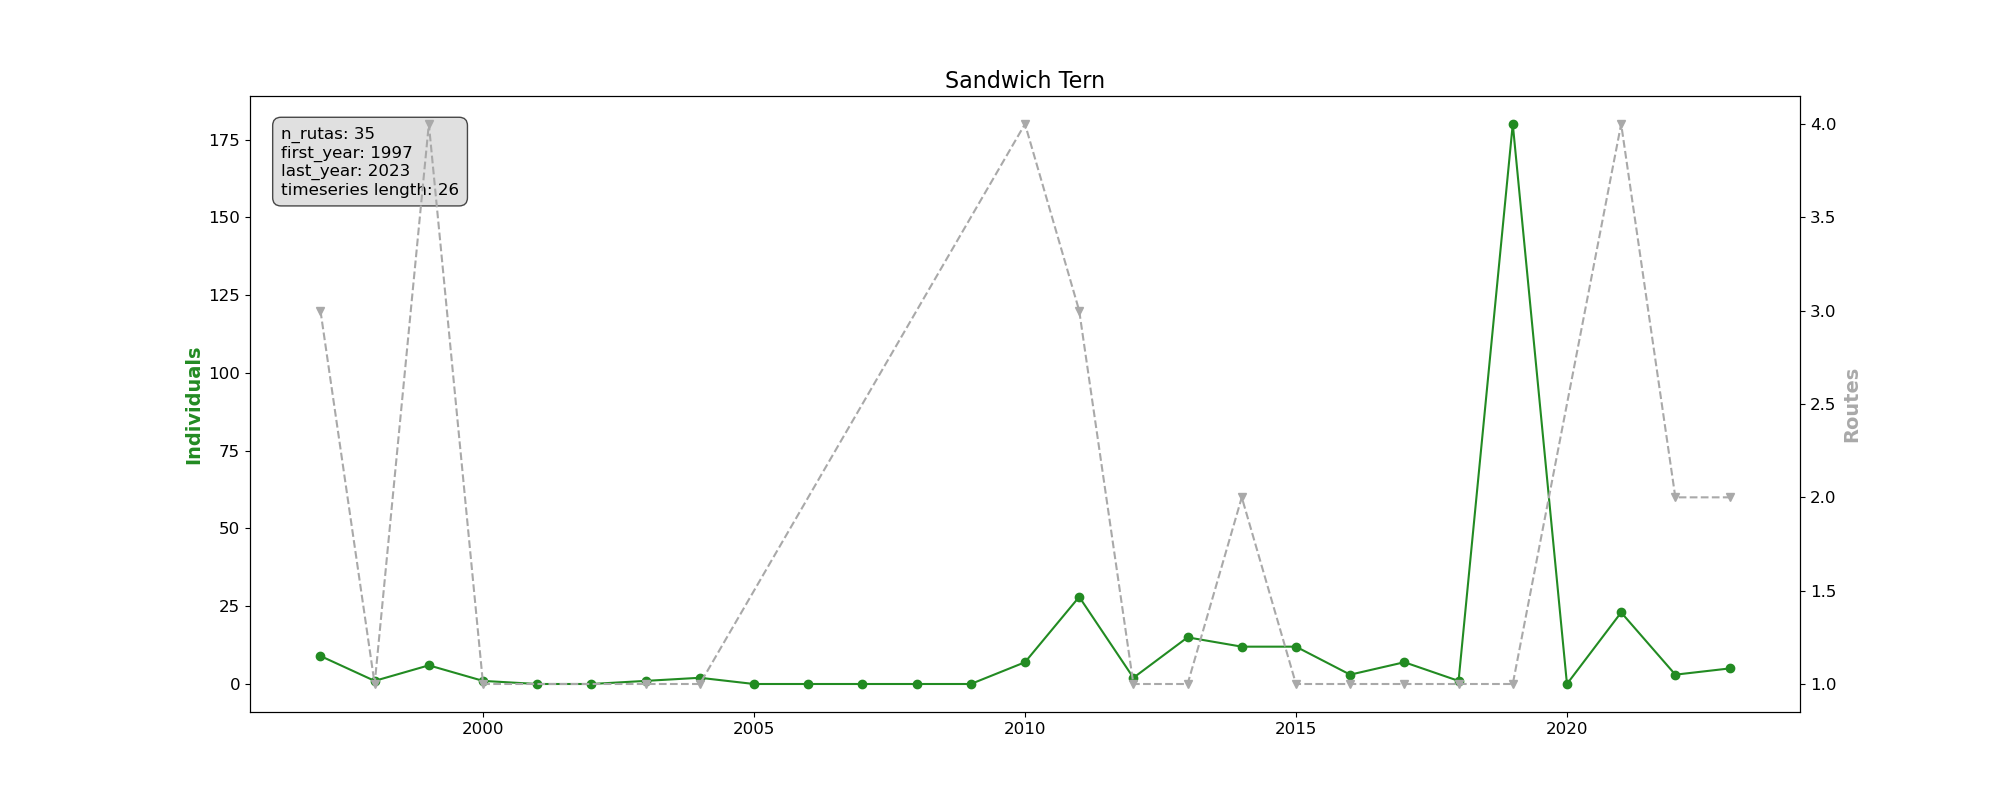 Sandwich Tern
n_rutas: 35
first_year: 1997
last_year: 2023
timeseries length: 26
175
150
125
100
75
50
25
0
Individuals
4.0
3.5
3.0
2.5
2.0
1.5
1.0
Routes
2000
2005
2010
2015
2020